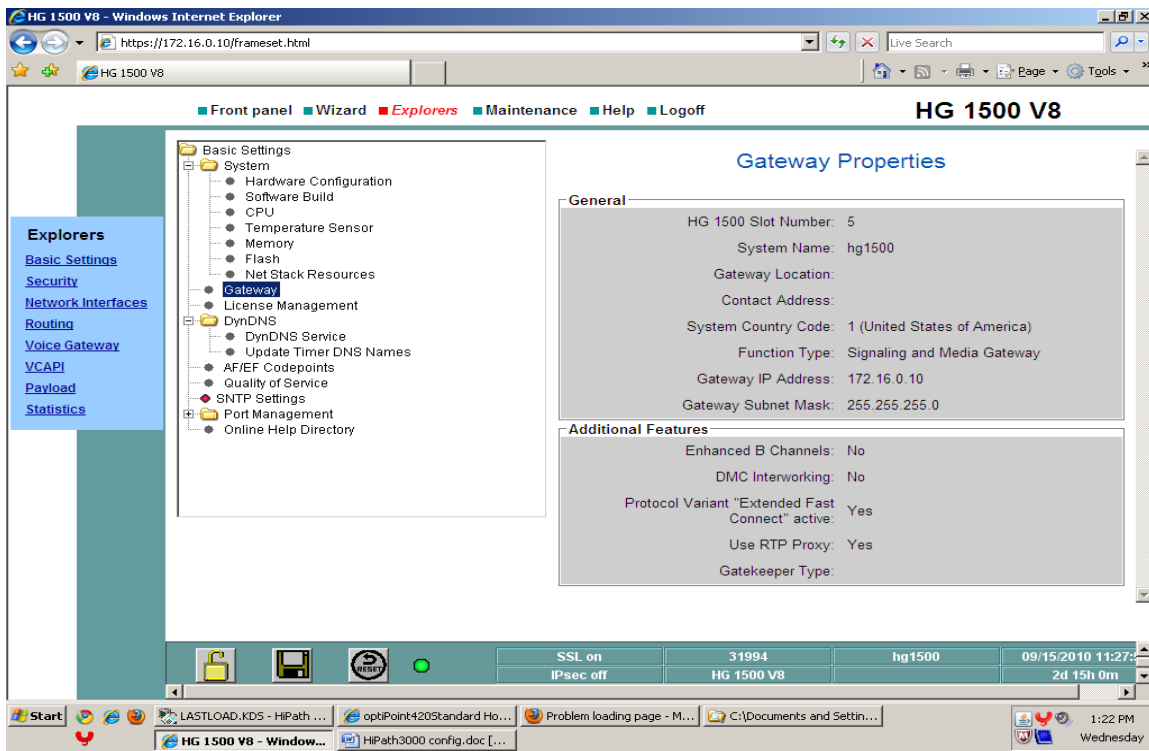 HG 1500 V8 - Windows Internet Explorer
https://172.16.0.10/frameset.html
Live Search
HG 1500 V8
Page
Tools
Front panel Wizard Explorers Maintenance Help Logoff
HG 1500 V8
Explorers
Basic Settings
Security
Network Interfaces
Routing
Voice Gateway
VCAPI
Payload
Statistics
Basic Settings
System
Hardware Configuration
Software Build
CPU
Temperature Sensor
Memory
Flash
Net Stack Resources
Gateway
License Management
DynDNS
DynDNS Service
Update Timer DNS Names
AF/EF Codepoints
Quality of Service
SNTP Settings
Port Management
Online Help Directory
Gateway Properties
General
HG 1500 Slot Number: 5
System Name: hg1500
Gateway Location:
Contact Address:
System Country Code: 1 (United States of America)
Function Type: Signaling and Media Gateway
Gateway IP Address: 172.16.0.10
Gateway Subnet Mask: 255.255.255.0
Additional Features
Enhanced B Channels: No
DMC Interworking: No
Protocol Variant "Extended Fast
Connect" active: Yes
Use RTP Proxy: Yes
Gatekeeper Type:
RESET
SSL on 31994 hg1500 09/15/2010 11:27:
IPsec off HG 1500 V8 2d 15h 0m
Start
LASTLOAD.KDS - HiPath ...
optiPoint420Standard Ho...
Problem loading page - M...
C:\Documents and Settin...
1:22 PM
HG 1500 V8 - Window...
HiPath3000 config.doc [...
Wednesday